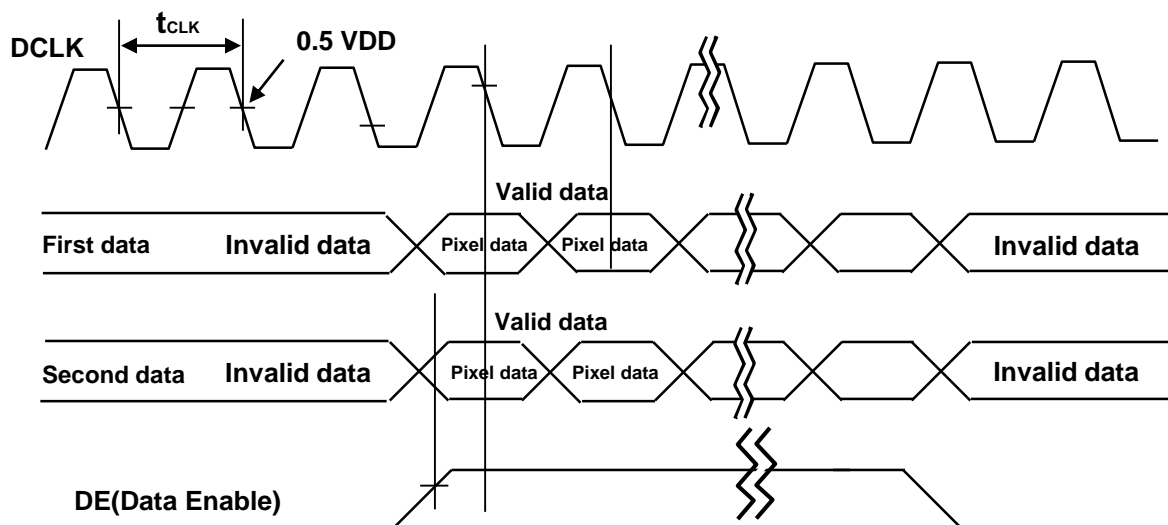 tCLK
DCLK
0.5 VDD
Valid data
First data
Invalid data
Pixel data
Pixel data
Invalid data
Valid data
Second data
Invalid data
Pixel data
Pixel data
Invalid data
DE(Data Enable)